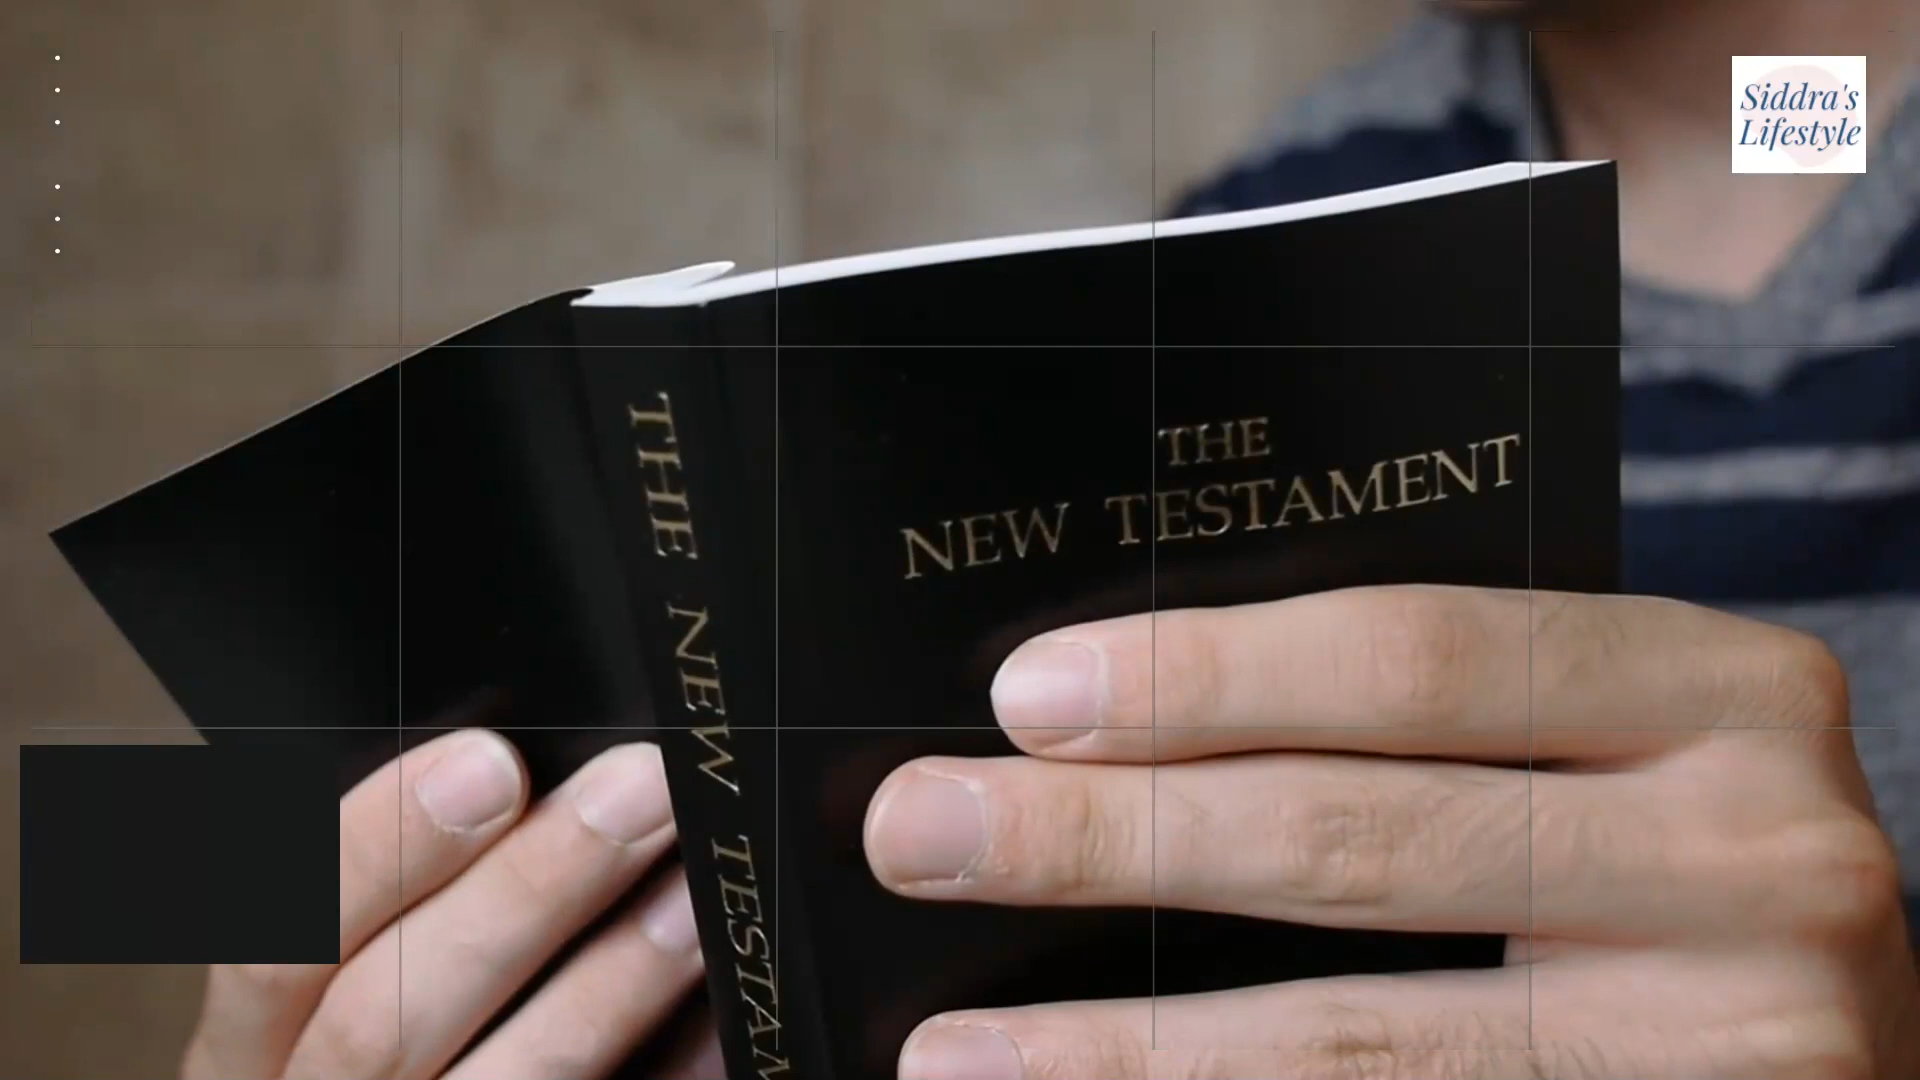 Siddra's
Lifestyle
THE
NEW TESTAMENT
THE NEW TESTAM